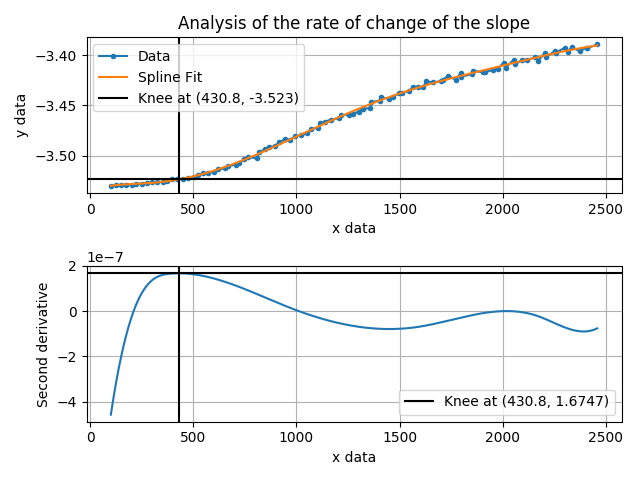 Analysis of the rate of change of the slope
−3.40
−3.45
−3.50
y data
Data
Spline Fit
Knee at (430.8, -3.523)
0
500
1000
1500
2000
2500
x data
1e−7
2
0
−2
−4
Second derivative
Knee at (430.8, 1.6747)
0
500
1000
1500
2000
2500
x data